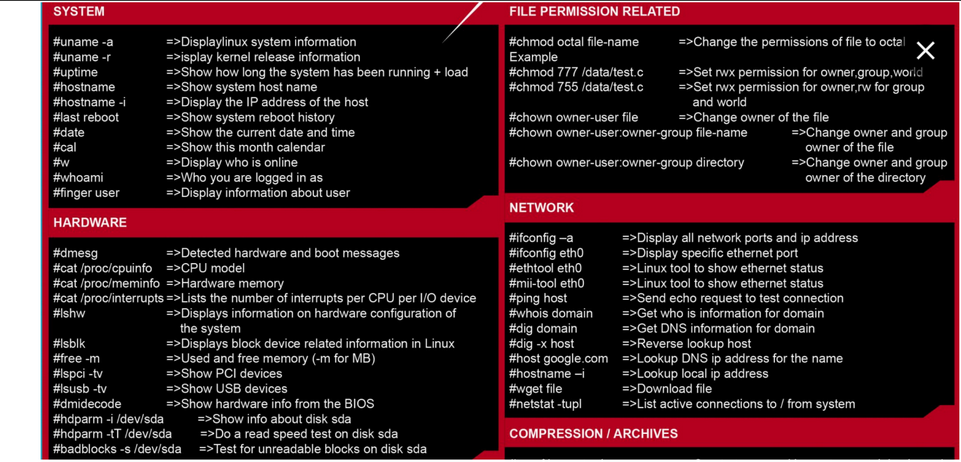 SYSTEM
#uname -a =>Displaylinux system information
#uname -r =>isplay kernel release information
#uptime =>Show how long the system has been running + load
#hostname =>Show system host name
#hostname -i =>Display the IP address of the host
#last reboot =>Show system reboot history
#date =>Show the current date and time
#cal =>Show this month calendar
#w =>Display who is online
#whoami =>Who you are logged in as
#finger user =>Display information about user
HARDWARE
#dmesg =>Detected hardware and boot messages
#cat /proc/cpuinfo =>CPU model
#cat /proc/meminfo =>Hardware memory
#cat /proc/interrupts =>Lists the number of interrupts per CPU per I/O device
#lshw =>Displays information on hardware configuration of
the system
#lsblk =>Displays block device related information in Linux
#free -m =>Used and free memory (-m for MB)
#lspci -tv =>Show PCI devices
#lsusb -tv =>Show USB devices
#dmidecode =>Show hardware info from the BIOS
#hdparm -i /dev/sda =>Show info about disk sda
#hdparm -tT /dev/sda =>Do a read speed test on disk sda
#badblocks -s /dev/sda =>Test for unreadable blocks on disk sda
FILE PERMISSION RELATED
#chmod octal file-name =>Change the permissions of file to octal
Example
#chmod 777 /data/test.c =>Set rwx permission for owner,group,world
#chmod 755 /data/test.c =>Set rwx permission for owner,rw for group
and world
#chown owner-user file =>Change owner of the file
#chown owner-user:owner-group file-name =>Change owner and group
owner of the file
#chown owner-user:owner-group directory =>Change owner and group
owner of the directory
NETWORK
#ifconfig –a =>Display all network ports and ip address
#ifconfig eth0 =>Display specific ethernet port
#ethtool eth0 =>Linux tool to show ethernet status
#mii-tool eth0 =>Linux tool to show ethernet status
#ping host =>Send echo request to test connection
#whois domain =>Get who is information for domain
#dig domain =>Get DNS information for domain
#dig -x host =>Reverse lookup host
#host google.com =>Lookup DNS ip address for the name
#hostname –i =>Lookup local ip address
#wget file =>Download file
#netstat -tupl =>List active connections to / from system
COMPRESSION / ARCHIVES